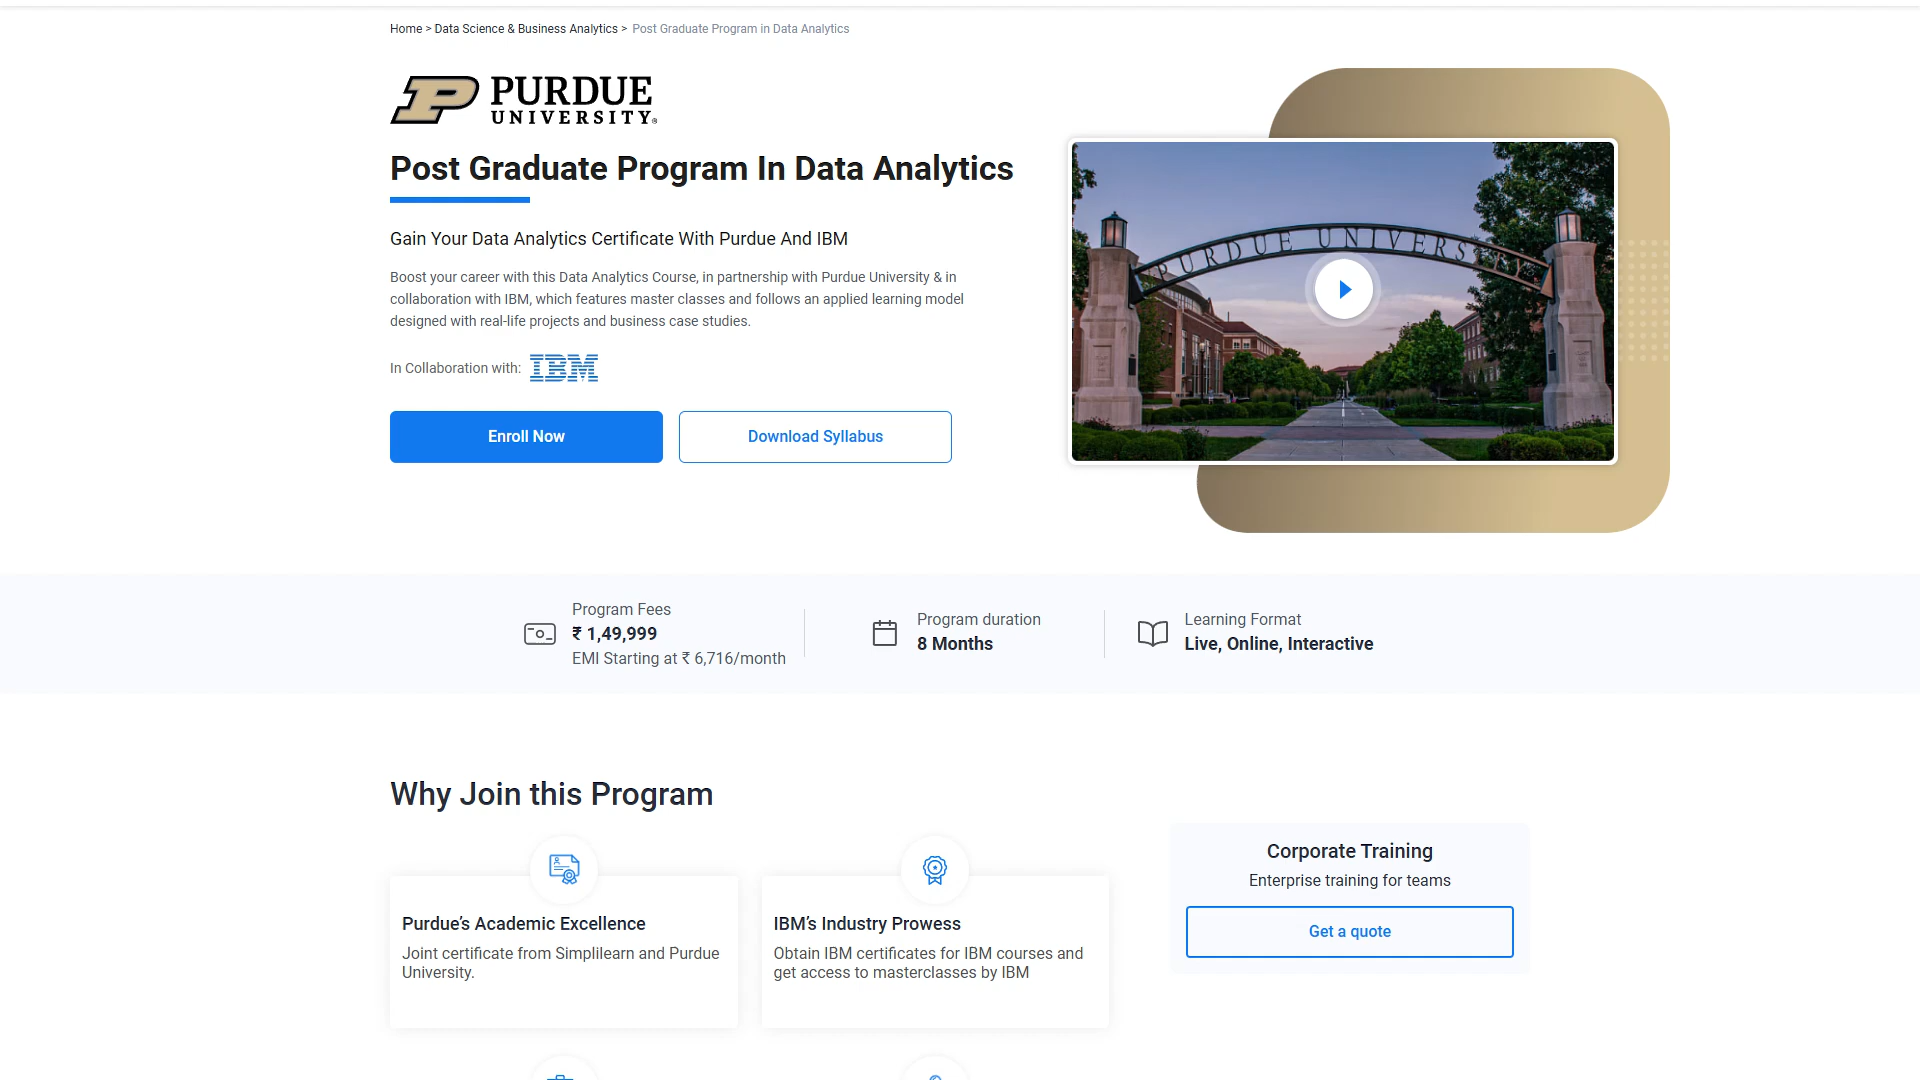 Home > Data Science & Business Analytics > Post Graduate Program in Data Analytics
PURDUE
UNIVERSITY®
Post Graduate Program In Data Analytics
Gain Your Data Analytics Certificate With Purdue And IBM
Boost your career with this Data Analytics Course, in partnership with Purdue University & in
collaboration with IBM, which features master classes and follows an applied learning model
designed with real-life projects and business case studies.
In Collaboration with: IBM
Enroll Now
Download Syllabus
PURDUE UNIVERSITY
Program Fees
₹ 1,49,999
EMI Starting at ₹ 6,716/month
Program duration
8 Months
Learning Format
Live, Online, Interactive
Why Join this Program
Purdue’s Academic Excellence
Joint certificate from Simplilearn and Purdue
University.
IBM’s Industry Prowess
Obtain IBM certificates for IBM courses and
get access to masterclasses by IBM
Corporate Training
Enterprise training for teams
Get a quote